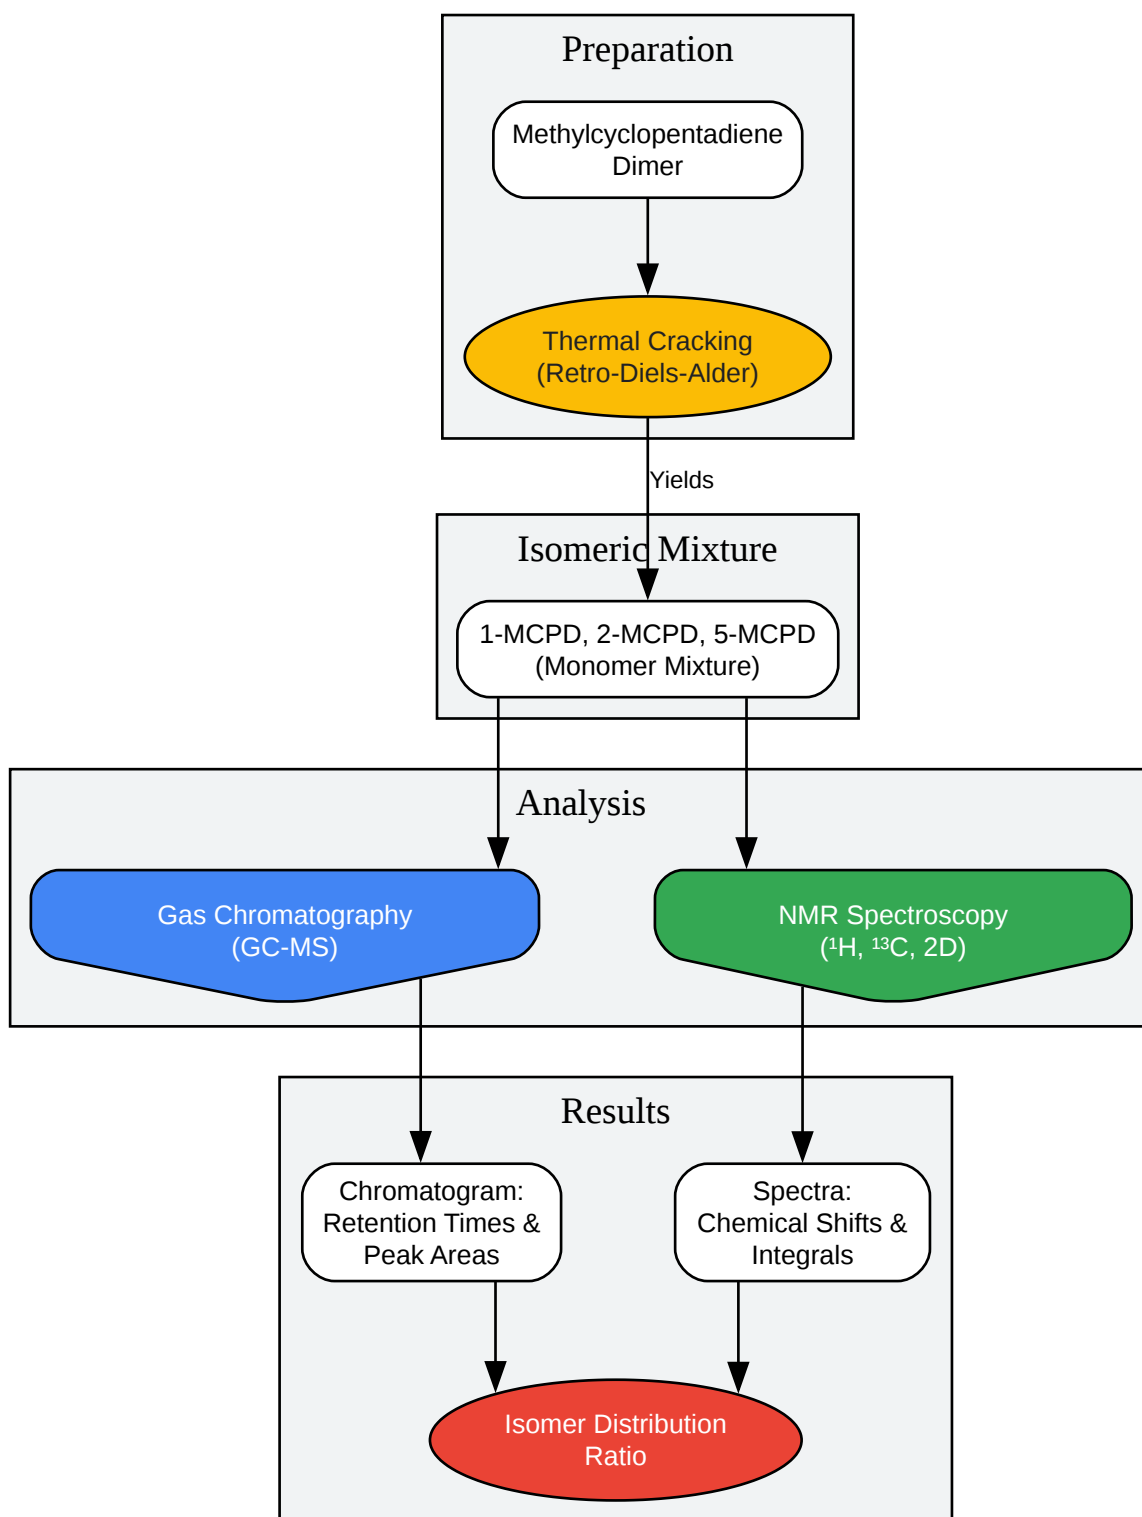 Preparation
Methylcyclopentadiene
Dimer
Thermal Cracking
(Retro-Diels-Alder)
Yields
Isomeric Mixture
1-MCPD, 2-MCPD, 5-MCPD
(Monomer Mixture)
Analysis
Gas Chromatography
(GC-MS)
NMR Spectroscopy
(¹H, ¹³C, 2D)
Results
Chromatogram:
Retention Times &
Peak Areas
Spectra:
Chemical Shifts &
Integrals
Isomer Distribution
Ratio